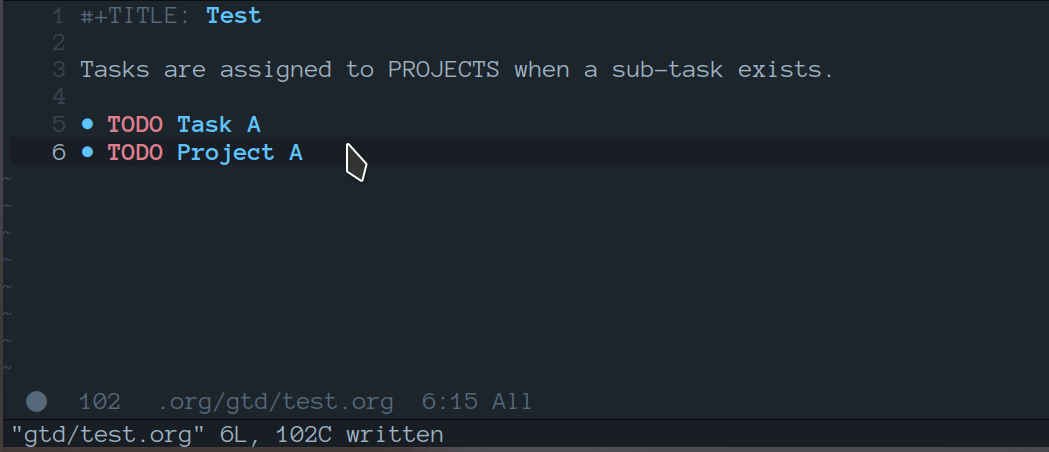 1 #+TITLE: Test
2
3 Tasks are assigned to PROJECTS when a sub-task exists.
4
5 • TODO Task A
6 • TODO Project A
~
~
~
~
~
~
~
~
102 .org/gtd/test.org 6:15 All
"gtd/test.org" 6L, 102C written